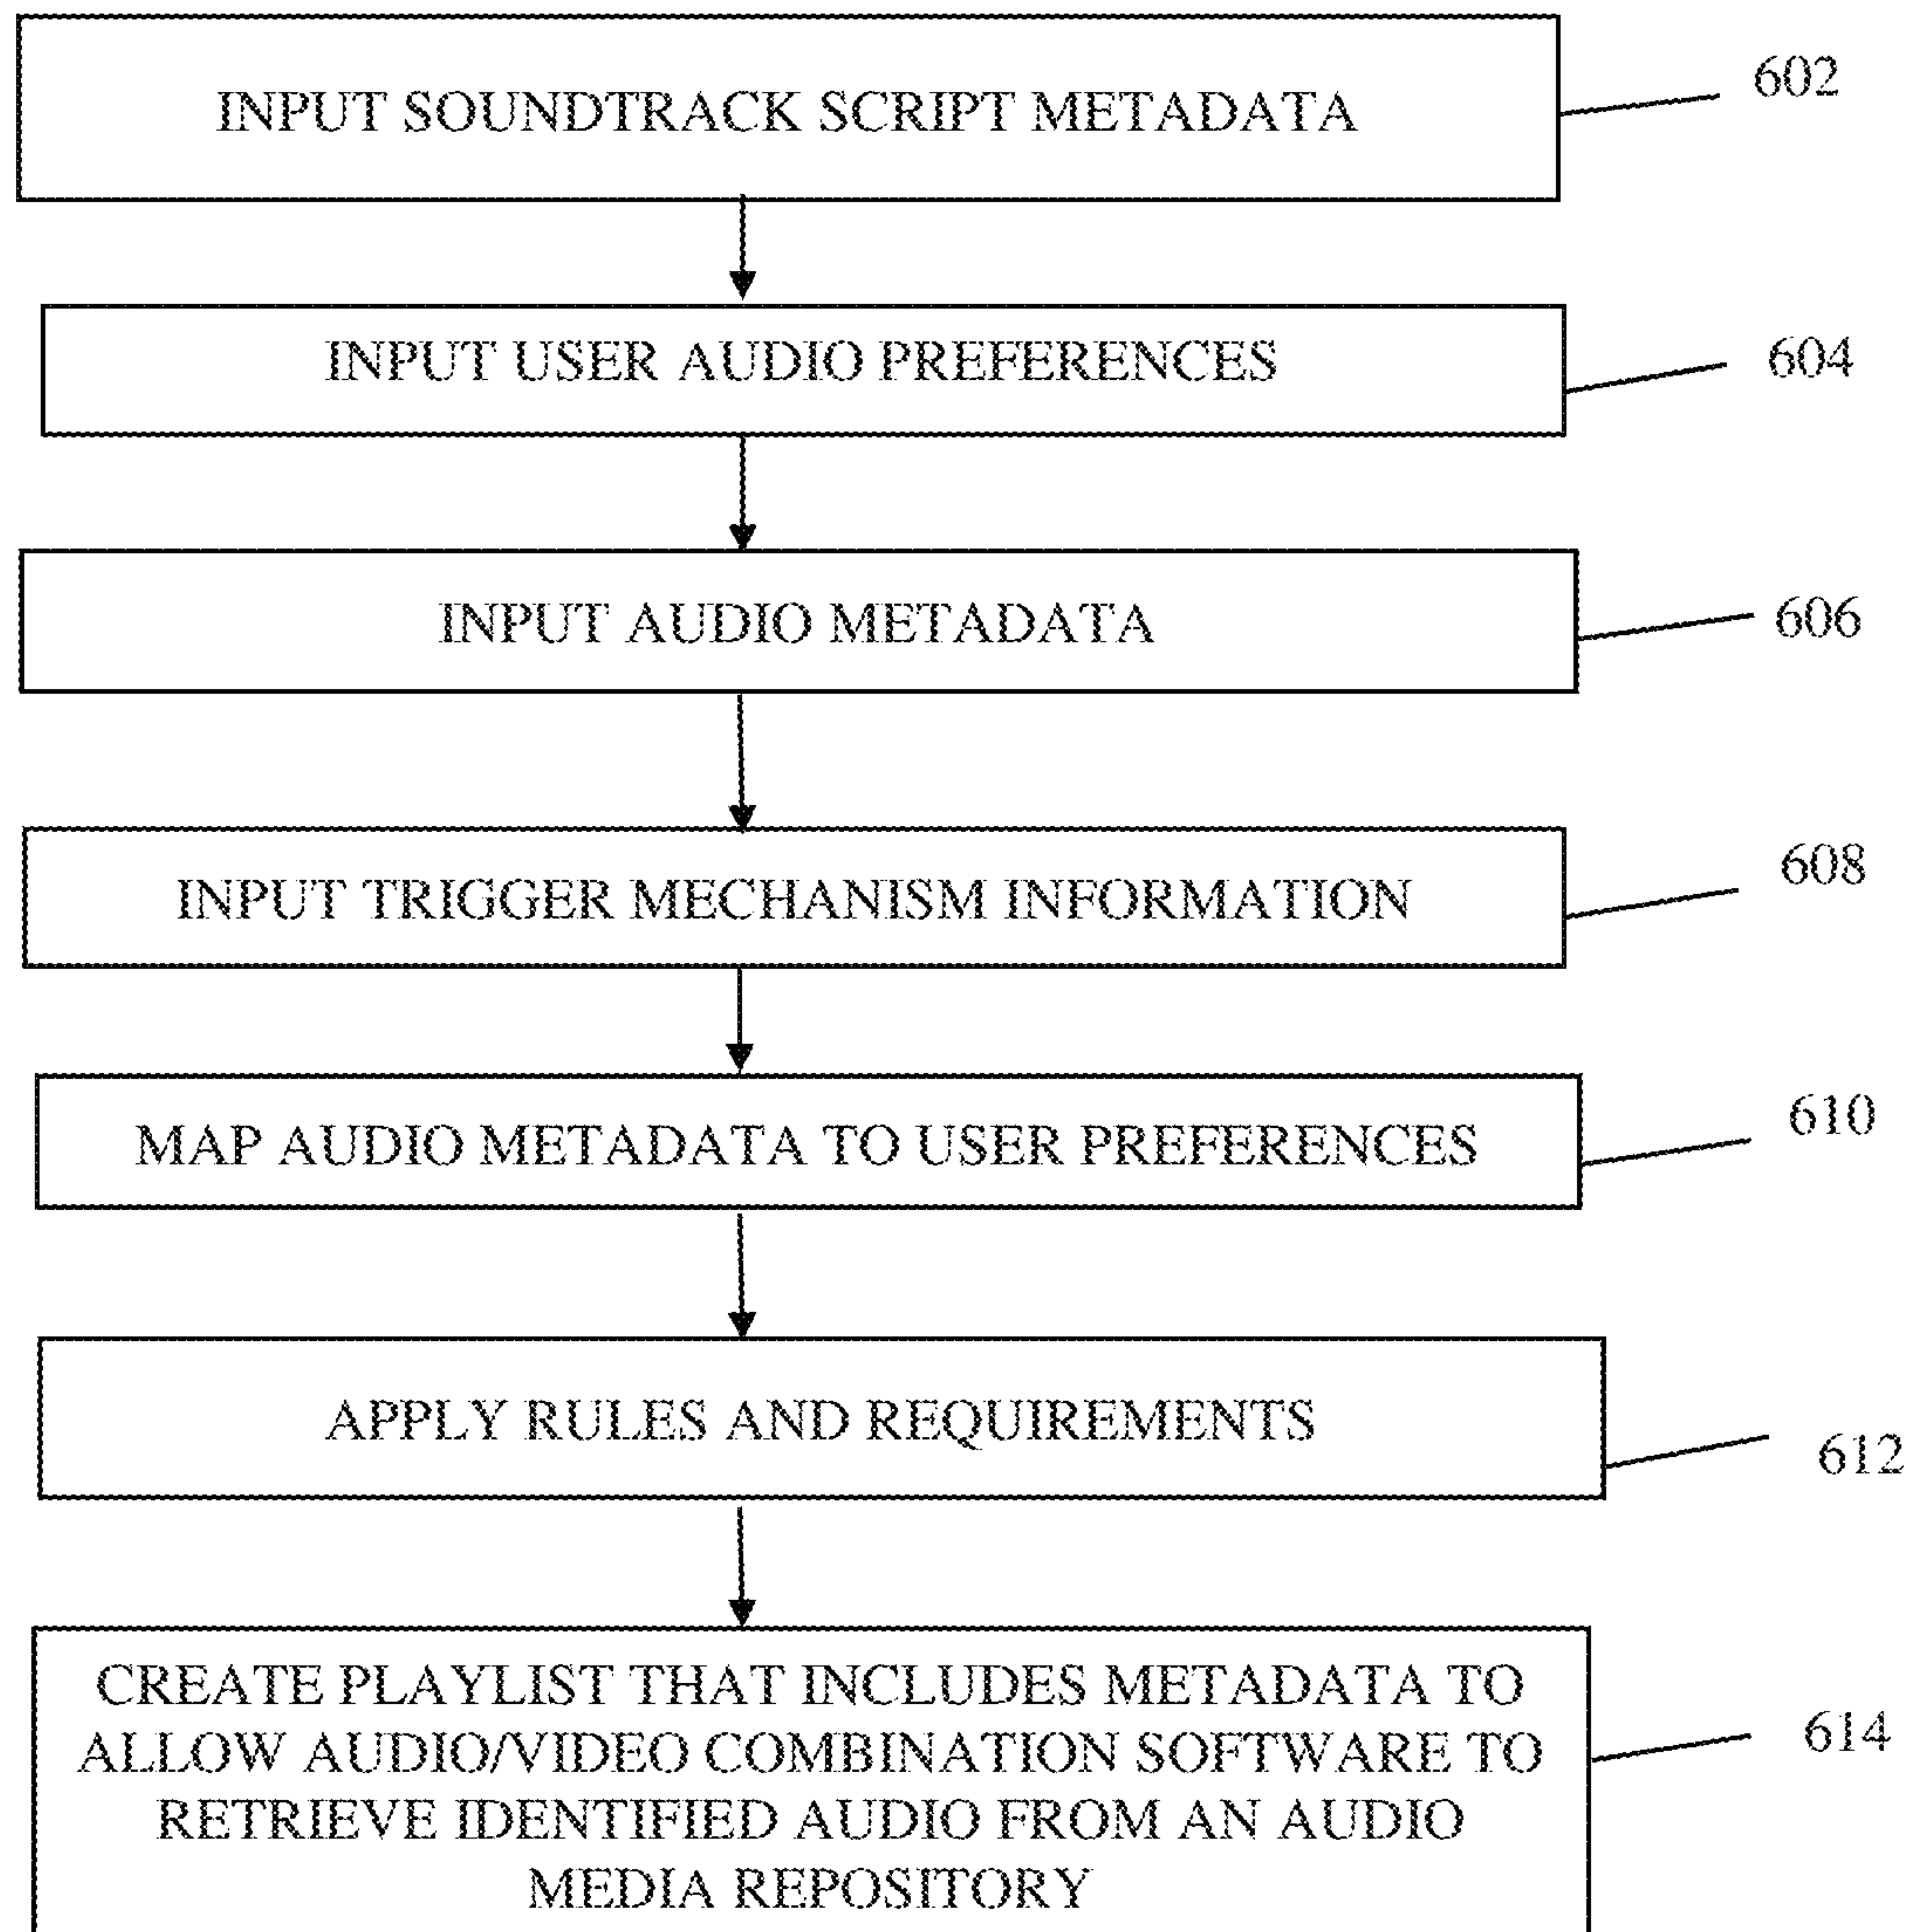 INPUT SOUNDTRACK SCRIPT METADATA
602
INPUT USER AUDIO PREFERENCES
604
INPUT AUDIO METADATA
606
INPUT TRIGGER MECHANISM INFORMATION
608
MAP AUDIO METADATA TO USER PREFERENCES
610
APPLY RULES AND REQUIREMENTS
612
CREATE PLAYLIST THAT INCLUDES METADATA TO
ALLOW AUDIO/VIDEO COMBINATION SOFTWARE TO
RETRIEVE IDENTIFIED AUDIO FROM AN AUDIO
MEDIA REPOSITORY
614